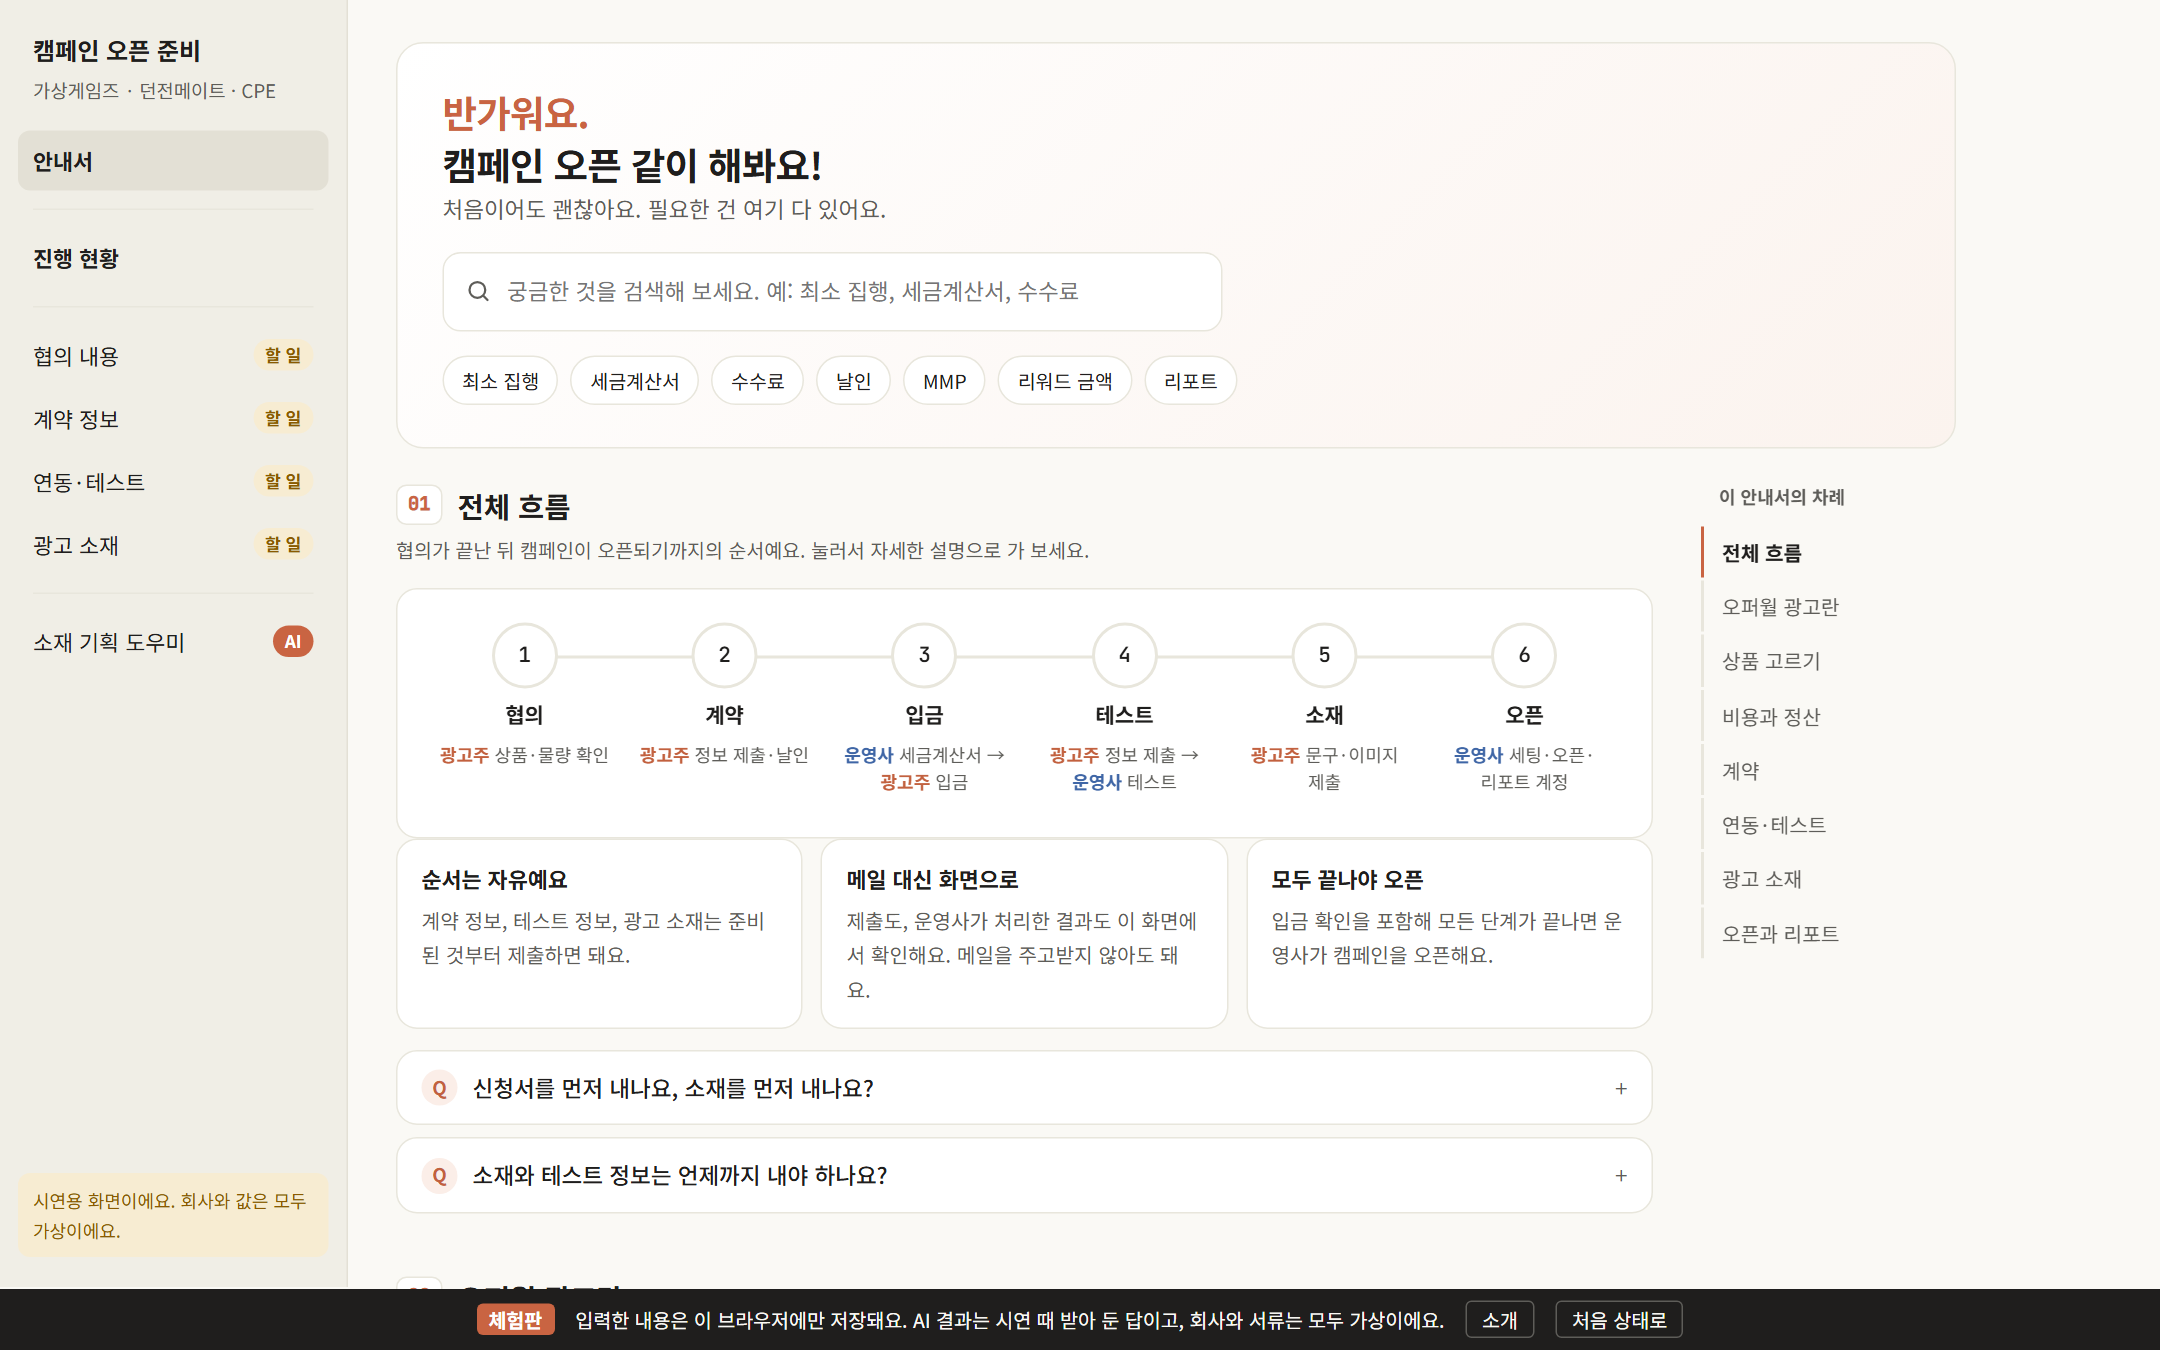 캠페인 오픈 준비
가상게임즈 · 던전메이트 · CPE
안내서
진행 현황
협의 내용 할 일
계약 정보 할 일
연동·테스트 할 일
광고 소재 할 일
소재 기획 도우미 AI
시연용 화면이에요. 회사와 값은 모두
가상이에요.
반가워요.
캠페인 오픈 같이 해봐요!
처음이어도 괜찮아요. 필요한 건 여기 다 있어요.
궁금한 것을 검색해 보세요. 예: 최소 집행, 세금계산서, 수수료
최소 집행 세금계산서 수수료 날인 MMP 리워드 금액 리포트
01 전체 흐름
협의가 끝난 뒤 캠페인이 오픈되기까지의 순서예요. 눌러서 자세한 설명으로 가 보세요.
1
협의
광고주 상품·물량 확인
2
계약
광고주 정보 제출·날인
3
입금
운영사 세금계산서 →
광고주 입금
4
테스트
광고주 정보 제출 →
운영사 테스트
5
소재
광고주 문구·이미지
제출
6
오픈
운영사 세팅·오픈·
리포트 계정
순서는 자유예요
계약 정보, 테스트 정보, 광고 소재는 준비
된 것부터 제출하면 돼요.
메일 대신 화면으로
제출도, 운영사가 처리한 결과도 이 화면에
서 확인해요. 메일을 주고받지 않아도 돼
요.
모두 끝나야 오픈
입금 확인을 포함해 모든 단계가 끝나면 운
영사가 캠페인을 오픈해요.
Q 신청서를 먼저 내나요, 소재를 먼저 내나요? +
Q 소재와 테스트 정보는 언제까지 내야 하나요? +
이 안내서의 차례
전체 흐름
오퍼월 광고란
상품 고르기
비용과 정산
계약
연동·테스트
광고 소재
오픈과 리포트
체험판 입력한 내용은 이 브라우저에만 저장돼요. AI 결과는 시연 때 받아 둔 답이고, 회사와 서류는 모두 가상이에요. 소개 처음 상태로